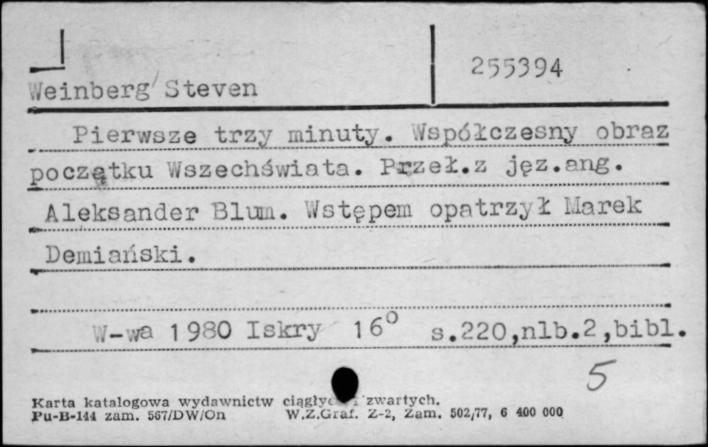 255394
Weinberg Steven
Pierwsze trzy minuty. Współczesny obraz
początku Wszechświata. Przeł.z jęz.ang.
Aleksander Blum. Wstępem opatrzył Marek
Demiański.
W-wa 1980 Iskry 16° s.220,nlb.2,bibl.
5
Karta katalogowa wydawnictw zwartych.
Pu-B-144 zam. 567/DW/On W.Z.Graf. Z-2, Zam. 502/77, 6 400 000